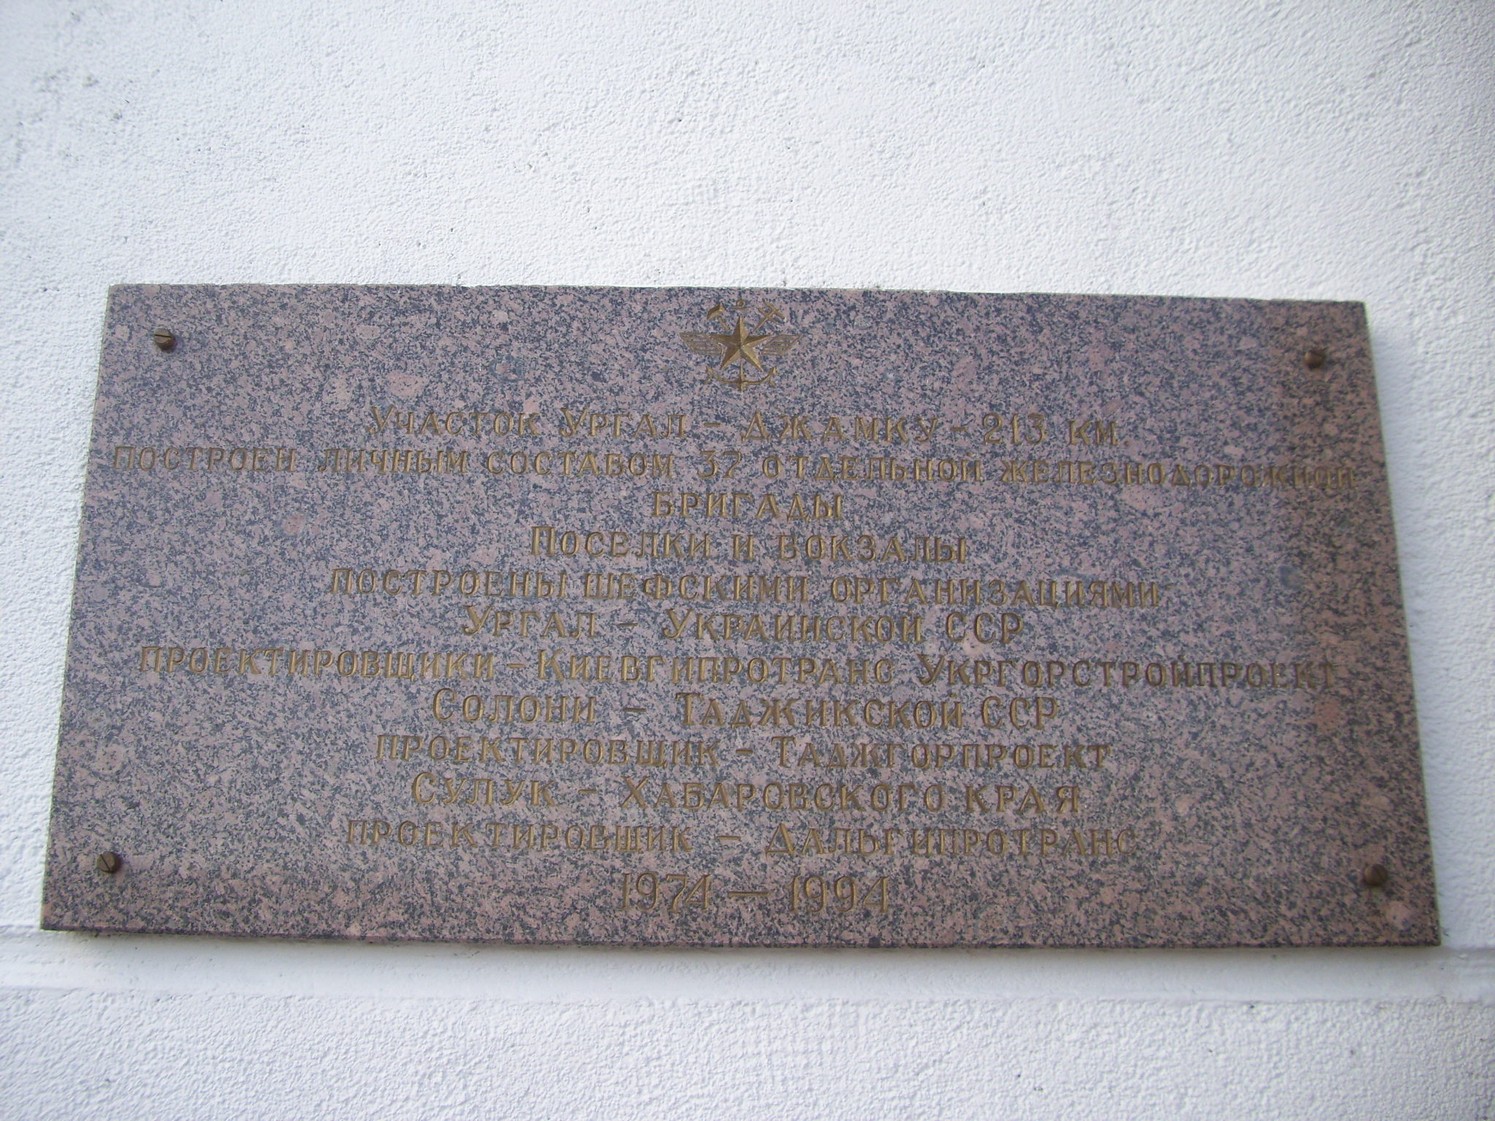 Участок Ургал - Джамку - 213 км
построен личным составом 37 отдельной железнодорожной
бригады
Поселки и вокзалы
построены шефскими организациями
Ургал - Украинской ССР
проектировщики - Киевгипротранс Укргорстройпроект
Солони - Таджикской ССР
проектировщик - Таджгорпроект
Сулук - Хабаровского края
проектировщик - Дальгипротранс
1974 — 1994